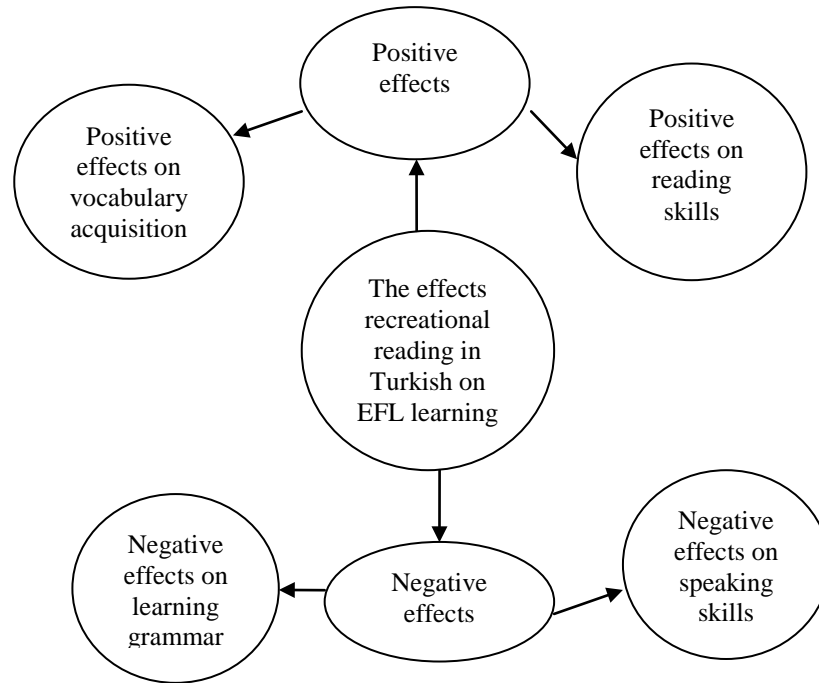 Positive
effects
Positive
effects on
vocabulary
acquisition
Positive
effects on
reading
skills
The effects
recreational
reading in
Turkish on
EFL learning
Negative
effects on
learning
grammar
Negative
effects
Negative
effects on
speaking
skills